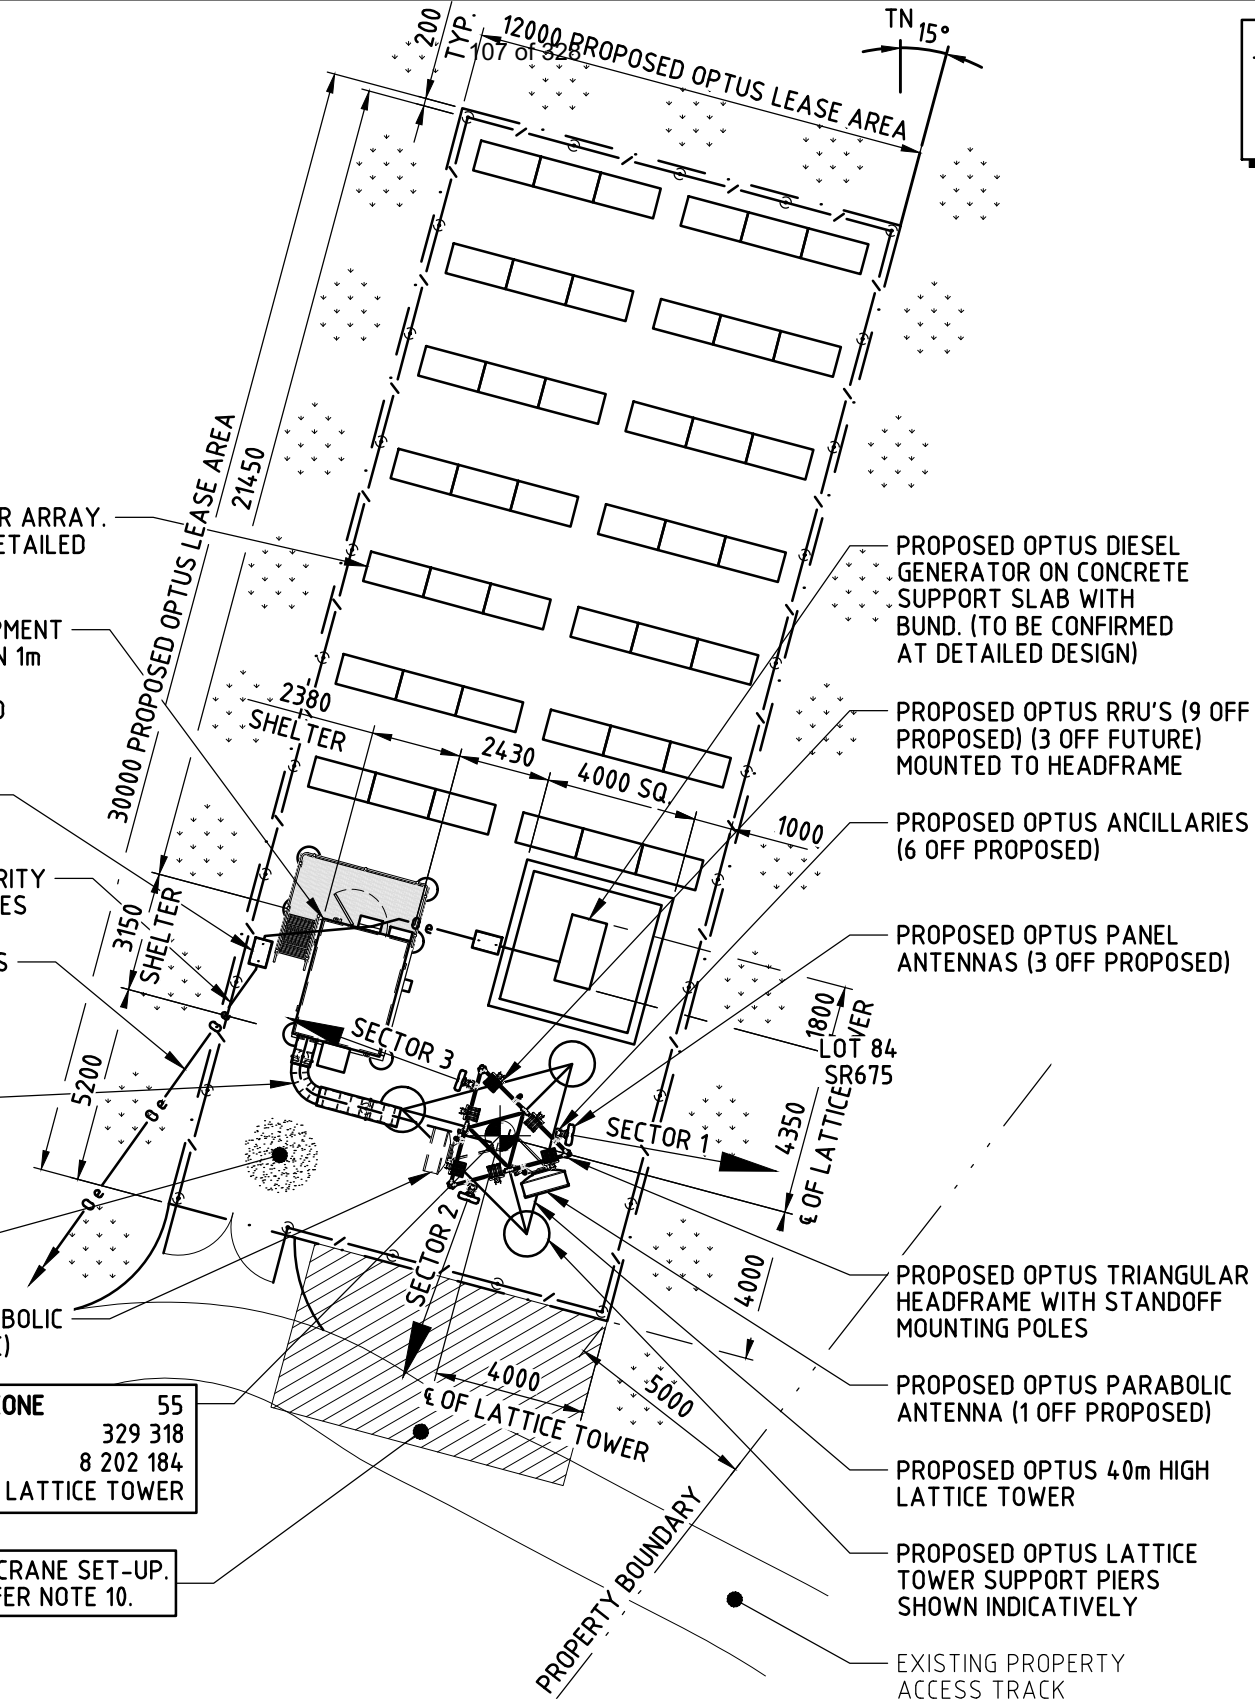 TN 15°
200
TYP.
12000 PROPOSED OPTUS LEASE AREA
107 of 328
30000 PROPOSED OPTUS LEASE AREA
21450
R ARRAY.
ETAILED
PMENT
N 1m
D
2380
SHELTER
2430
4000 SQ.
1000
RITY
ES
S
3150
SHELTER
5200
e
e
e
SECTOR 3
SECTOR 1
SECTOR 2
1800
LOT 84
SR675
4350
℄ OF LATTICE TOWER
4000
BOLIC
)
4000
℄ OF LATTICE TOWER
5000
ONE 55
329 318
8 202 184
LATTICE TOWER
CRANE SET-UP.
FER NOTE 10.
PROPERTY BOUNDARY
PROPOSED OPTUS DIESEL
GENERATOR ON CONCRETE
SUPPORT SLAB WITH
BUND. (TO BE CONFIRMED
AT DETAILED DESIGN)
PROPOSED OPTUS RRU'S (9 OFF
PROPOSED) (3 OFF FUTURE)
MOUNTED TO HEADFRAME
PROPOSED OPTUS ANCILLARIES
(6 OFF PROPOSED)
PROPOSED OPTUS PANEL
ANTENNAS (3 OFF PROPOSED)
PROPOSED OPTUS TRIANGULAR
HEADFRAME WITH STANDOFF
MOUNTING POLES
PROPOSED OPTUS PARABOLIC
ANTENNA (1 OFF PROPOSED)
PROPOSED OPTUS 40m HIGH
LATTICE TOWER
PROPOSED OPTUS LATTICE
TOWER SUPPORT PIERS
SHOWN INDICATIVELY
EXISTING PROPERTY
ACCESS TRACK